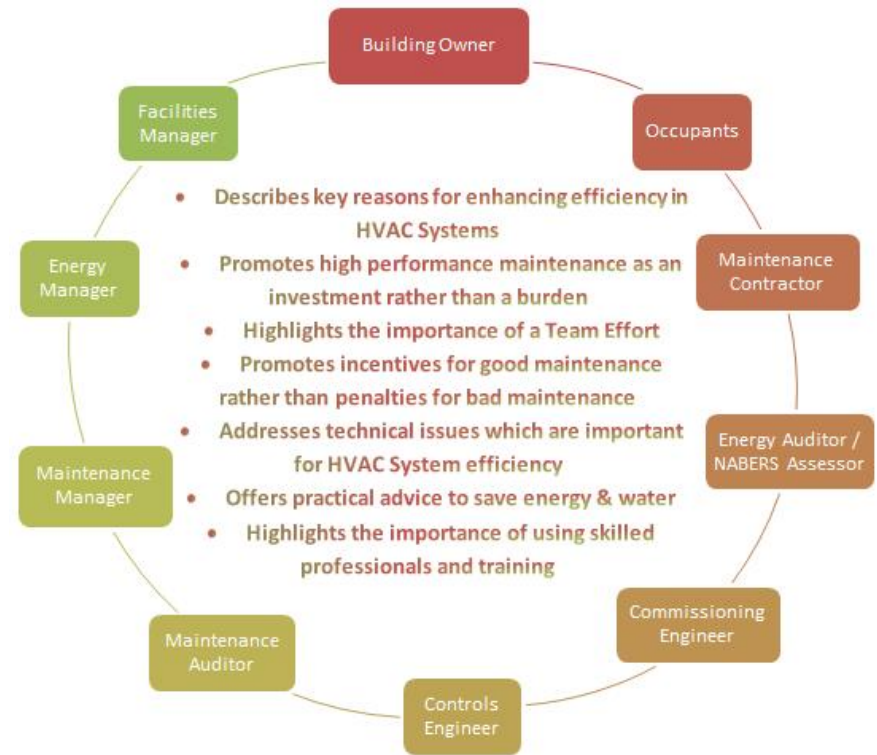 Building Owner
Facilities
Manager
Occupants
• Describes key reasons for enhancing efficiency in
HVAC Systems
• Promotes high performance maintenance as an
investment rather than a burden
• Highlights the importance of a Team Effort
• Promotes incentives for good maintenance
rather than penalties for bad maintenance
• Addresses technical issues which are important
for HVAC System efficiency
• Offers practical advice to save energy & water
• Highlights the importance of using skilled
professionals and training
Energy
Manager
Maintenance
Contractor
Maintenance
Manager
Energy Auditor /
NABERS Assessor
Maintenance
Auditor
Commissioning
Engineer
Controls
Engineer